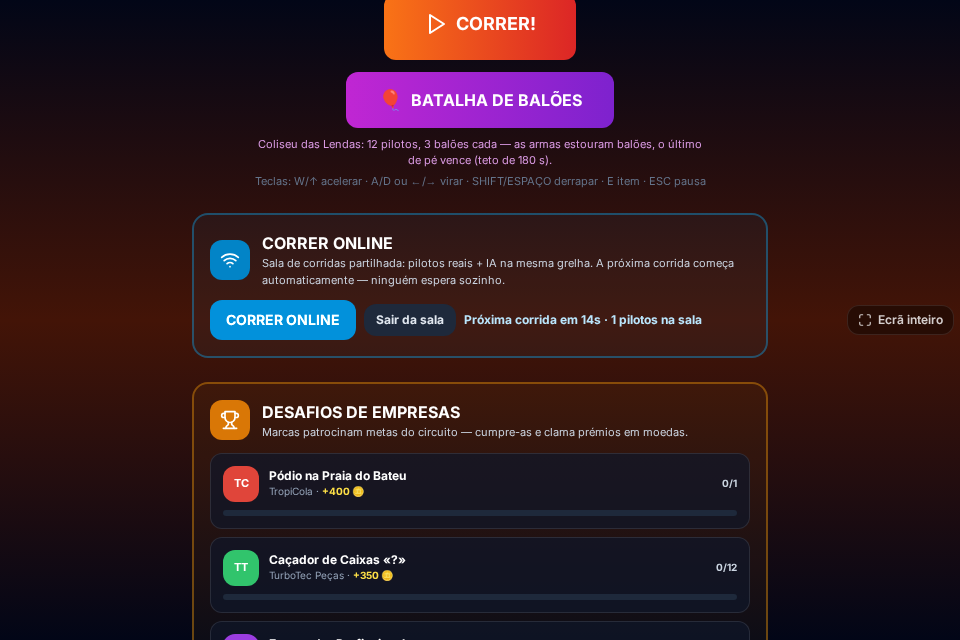 CORRER!
BATALHA DE BALÕES
Coliseu das Lendas: 12 pilotos, 3 balões cada — as armas estouram balões, o último
de pé vence (teto de 180 s).
Teclas: W/↑ acelerar · A/D ou ←/→ virar · SHIFT/ESPAÇO derrapar · E item · ESC pausa
CORRER ONLINE
Sala de corridas partilhada: pilotos reais + IA na mesma grelha. A próxima corrida começa
automaticamente — ninguém espera sozinho.
CORRER ONLINE
Sair da sala
Próxima corrida em 14s · 1 pilotos na sala
Ecrã inteiro
DESAFIOS DE EMPRESAS
Marcas patrocinam metas do circuito — cumpre-as e clama prémios em moedas.
TC
Pódio na Praia do Bateu
TropiCola · +400
0/1
TT
Caçador de Caixas «?»
TurboTec Peças · +350
0/12